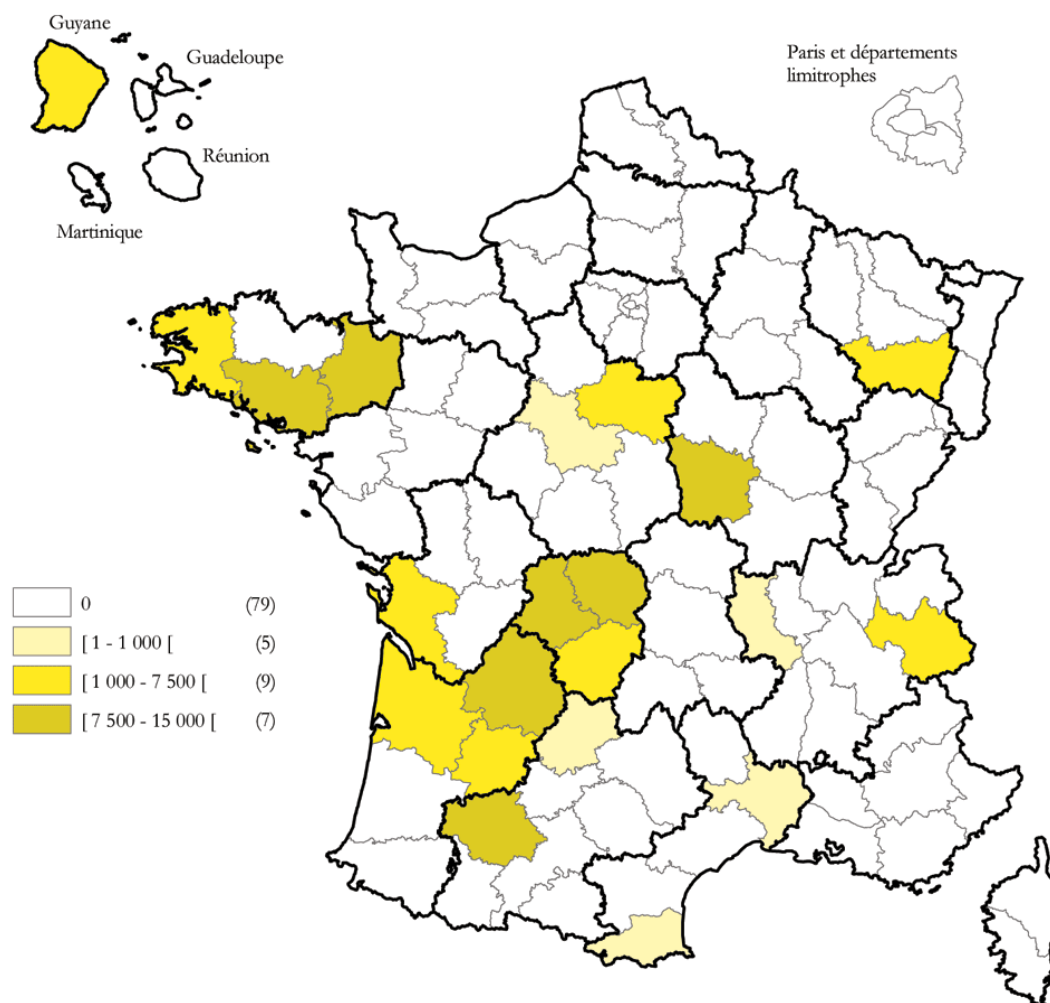 Guyane
Guadeloupe
Paris et départements
limitrophes
Réunion
Martinique
0 (79)
[ 1 - 1 000 [ (5)
[ 1 000 - 7 500 [ (9)
[ 7 500 - 15 000 [ (7)